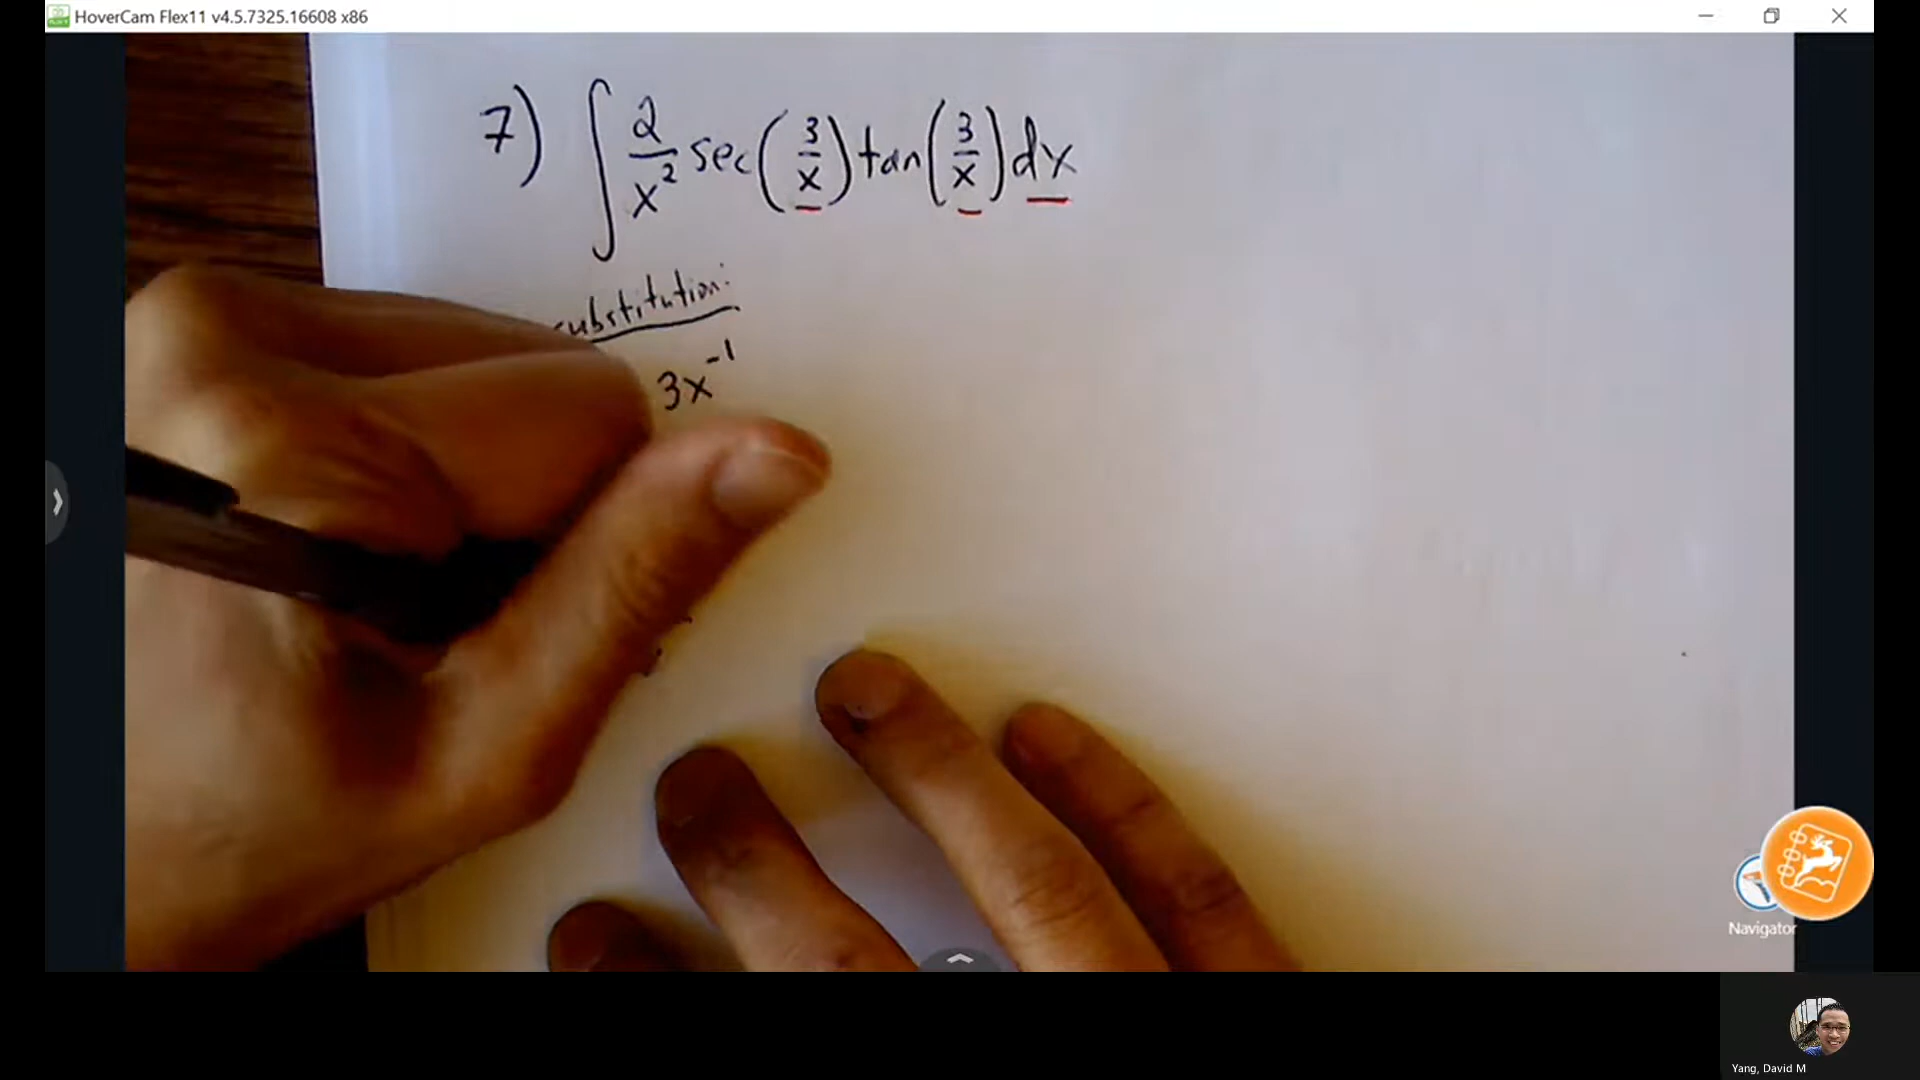 HoverCam Flex11 v4.5.7325.16608 x86
7) ∫ 2/x² sec(3/x) tan(3/x) dx
substitution:
3x⁻¹
Navigator
Yang, David M